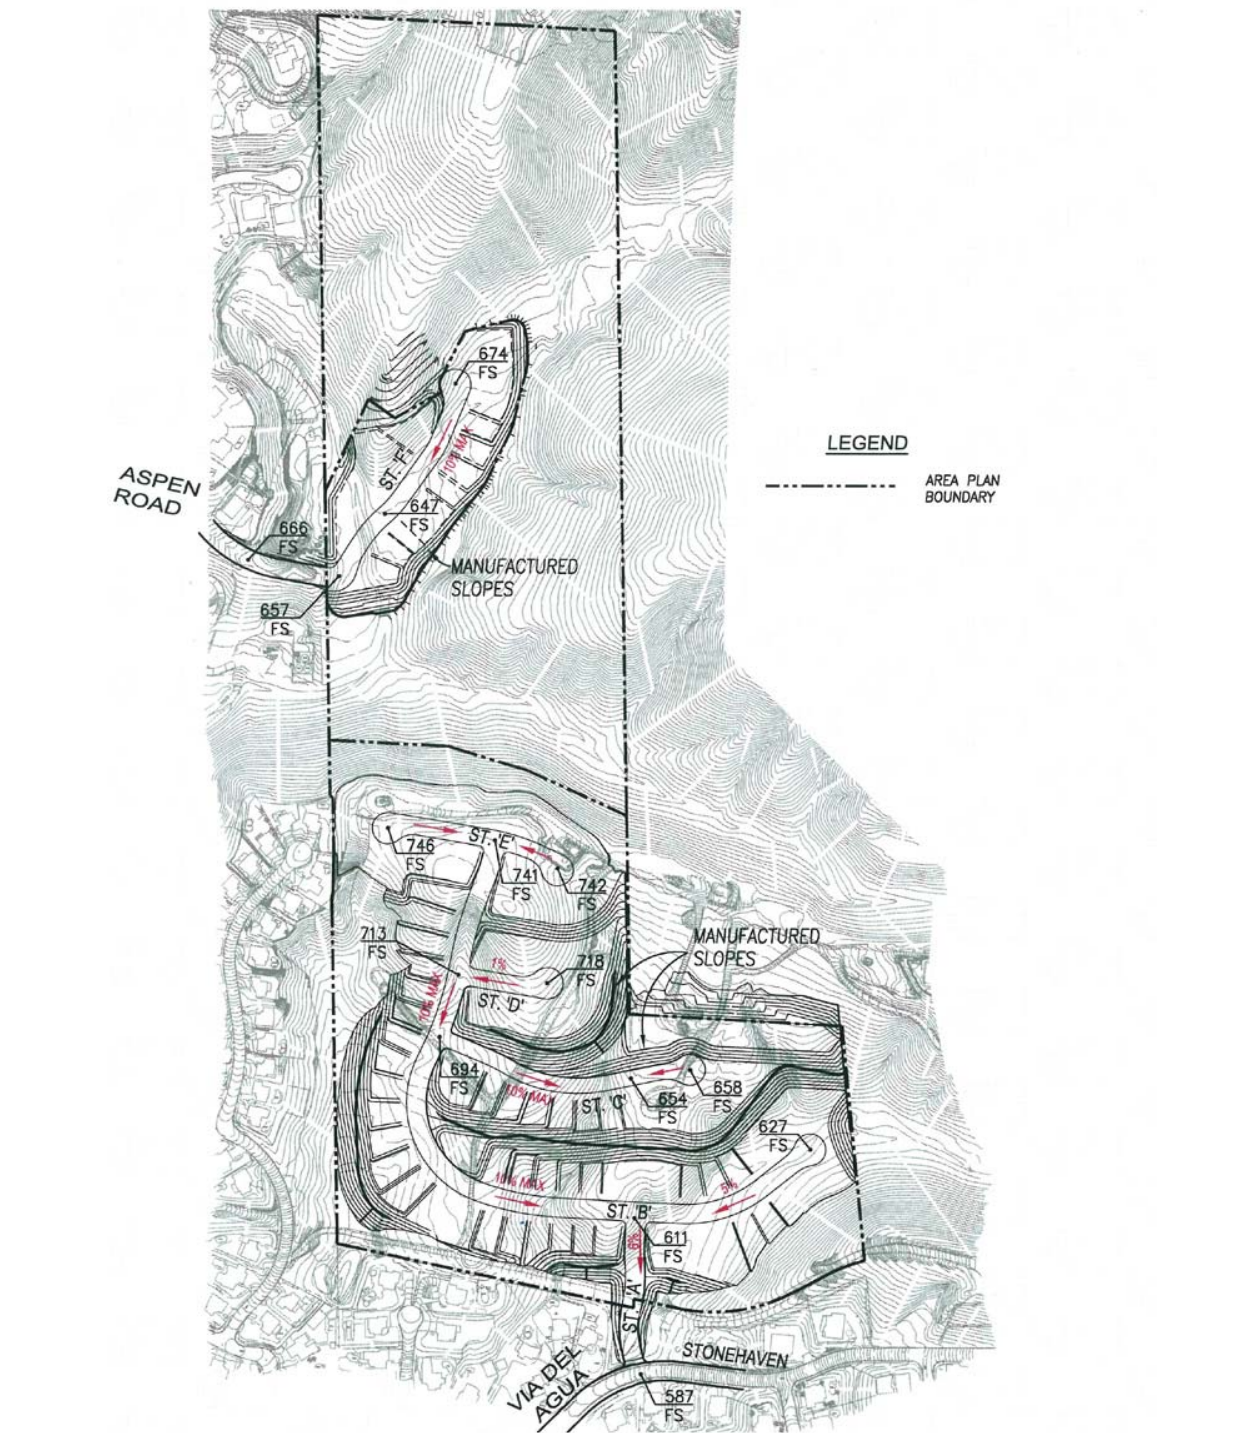 674
FS
10% MAX
ST. 'F'
LEGEND
AREA PLAN
BOUNDARY
ASPEN
ROAD
647
FS
666
FS
MANUFACTURED
SLOPES
657
FS
746
FS
ST. 'E'
741
FS
742
FS
713
FS
MANUFACTURED
SLOPES
1%
718
FS
ST. 'D'
10% MAX
694
FS
10% MAX
ST. 'C'
654
FS
658
FS
627
FS
10% MAX
5%
ST. 'B'
611
FS
6%
ST. 'A'
STONEHAVEN
VIA DEL
AGUA
587
FS